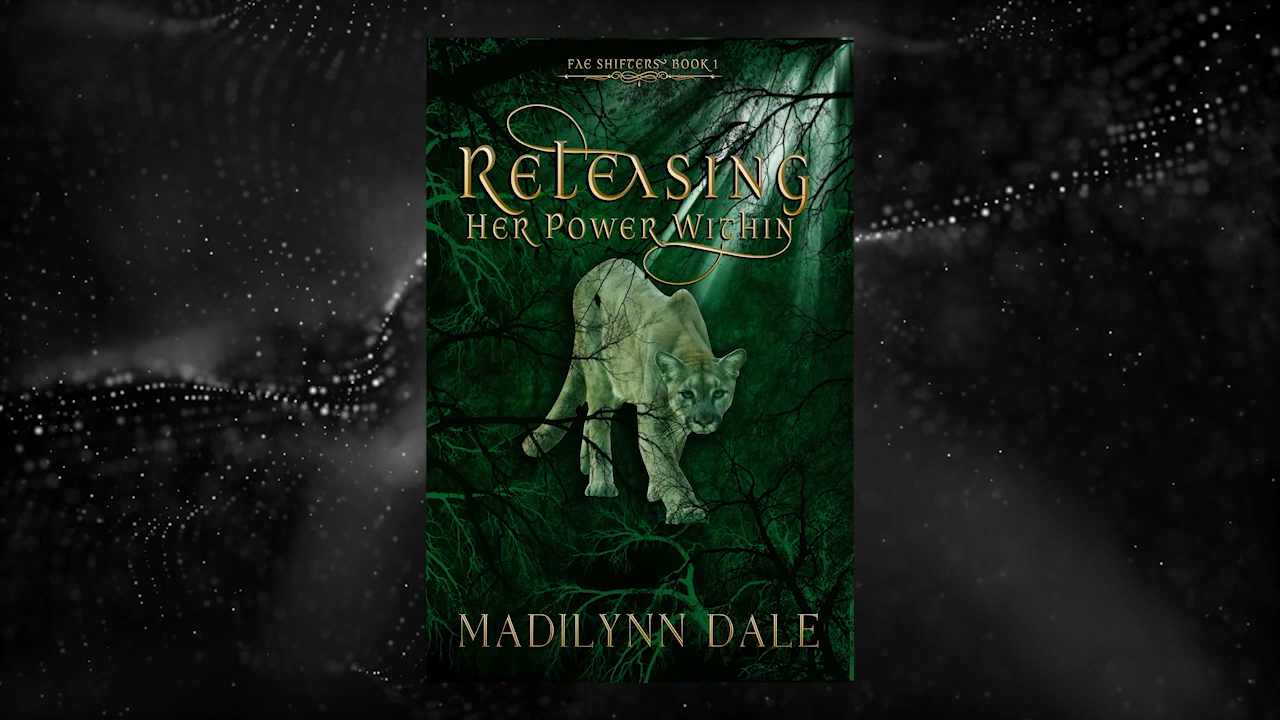 FAE SHIFTERS~ BOOK 1
RELEASING
HER POWER WITHIN
MADILYNN DALE